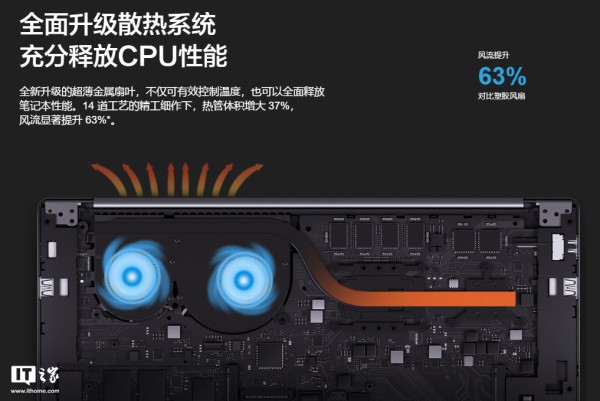 全面升级散热系统
充分释放CPU性能
全新升级的超薄金属扇叶，不仅可有效控制温度，也可以全面释放
笔记本性能。14 道工艺的精工细作下，热管体积增大 37%，
风流显著提升 63%*。
风流提升
63%
对比塑胶风扇
IT之家
www.ithome.com